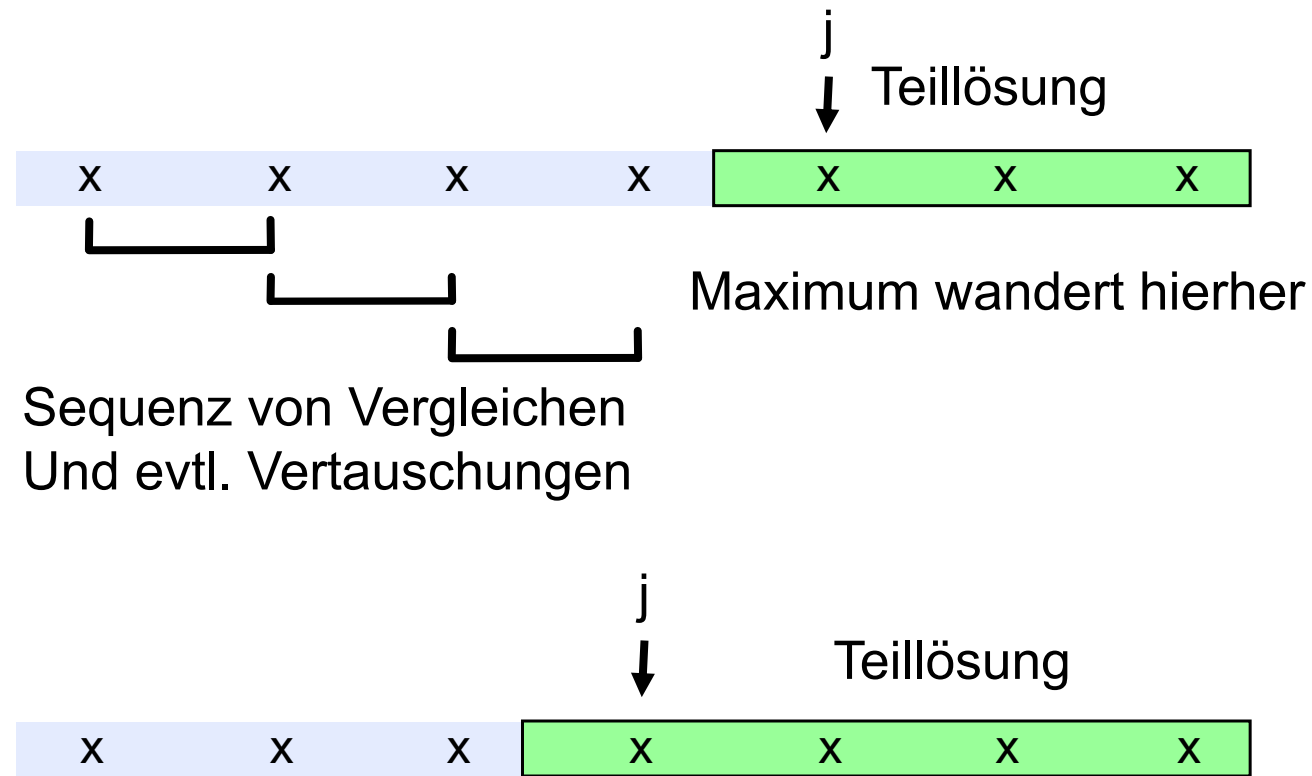 j
Teillösung
x x x x x x x
Maximum wandert hierher
Sequenz von Vergleichen
Und evtl. Vertauschungen
j
Teillösung
x x x x x x x